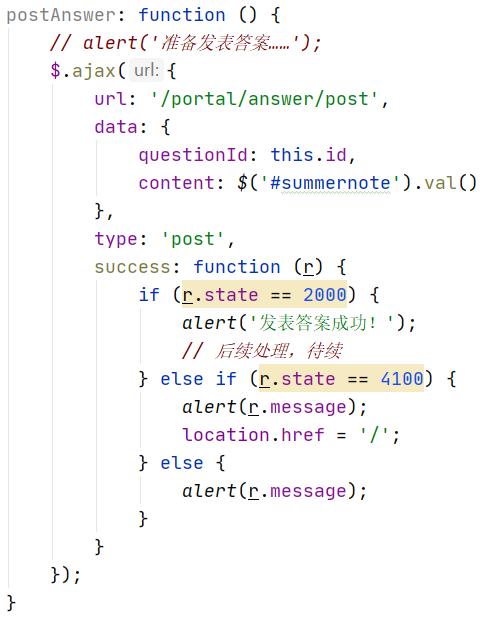 postAnswer: function () {
    // alert('准备发表答案……');
    $.ajax( url: {
        url: '/portal/answer/post',
        data: {
            questionId: this.id,
            content: $('#summernote').val()
        },
        type: 'post',
        success: function (r) {
            if (r.state == 2000) {
                alert('发表答案成功！');
                // 后续处理，待续
            } else if (r.state == 4100) {
                alert(r.message);
                location.href = '/';
            } else {
                alert(r.message);
            }
        }
    });
}